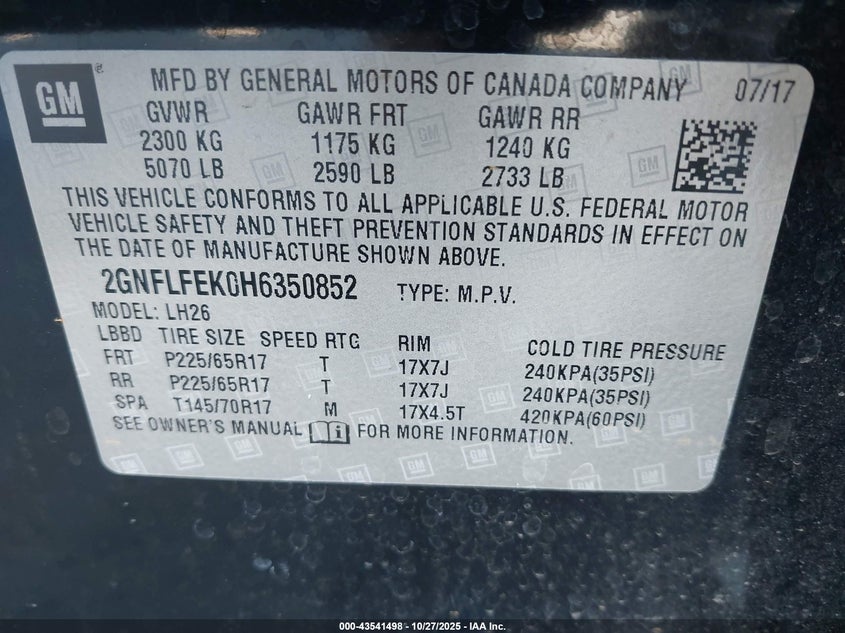 GM ® MFD BY GENERAL MOTORS OF CANADA COMPANY 07/17
GVWR GAWR FRT GAWR RR
2300 KG 1175 KG 1240 KG
5070 LB 2590 LB 2733 LB
THIS VEHICLE CONFORMS TO ALL APPLICABLE U.S. FEDERAL MOTOR
VEHICLE SAFETY AND THEFT PREVENTION STANDARDS IN EFFECT ON
THE DATE OF MANUFACTURE SHOWN ABOVE.
2GNFLFEK0H6350852 TYPE: M.P.V.
MODEL: LH26
LBBD TIRE SIZE SPEED RTG RIM COLD TIRE PRESSURE
FRT P225/65R17 T 17X7J 240KPA(35PSI)
RR P225/65R17 T 17X7J 240KPA(35PSI)
SPA T145/70R17 M 17X4.5T 420KPA(60PSI)
SEE OWNER'S MANUAL FOR MORE INFORMATION.
000-43541498 - 10/27/2025 - IAA Inc.